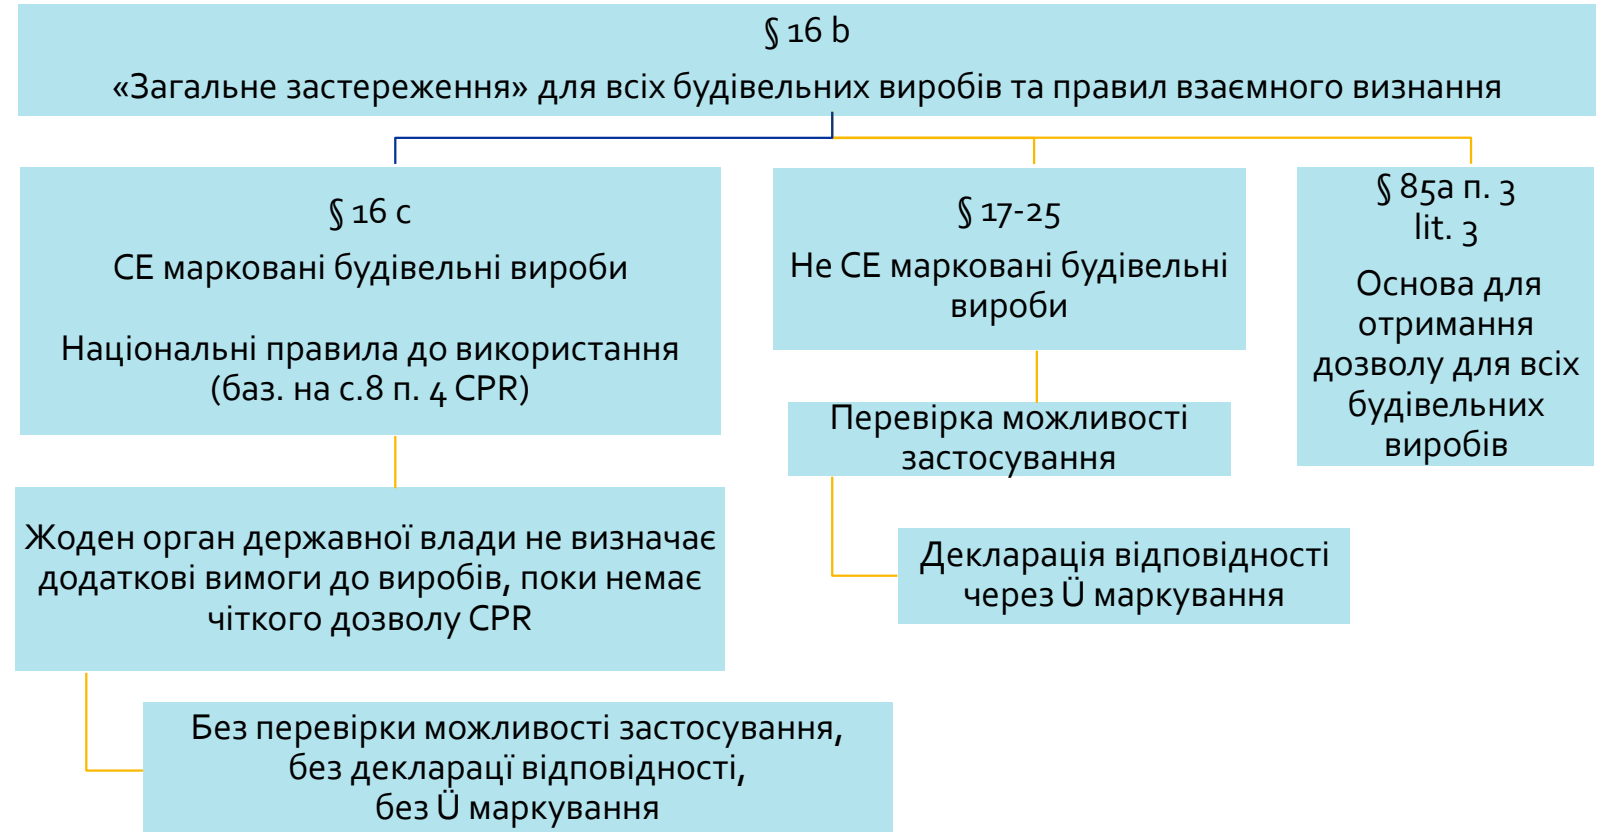 § 16 b
«Загальне застереження» для всіх будівельних виробів та правил взаємного визнання
§ 16 c
СЕ марковані будівельні вироби
Національні правила до використання
(баз. на с.8 п. 4 CPR)
§ 17-25
Не СЕ марковані будівельні
вироби
§ 85a п. 3
lit. 3
Основа для
отримання
дозволу для всіх
будівельних
виробів
Перевірка можливості
застосування
Жоден орган державної влади не визначає
додаткові вимоги до виробів, поки немає
чіткого дозволу CPR
Декларація відповідності
через Ü маркування
Без перевірки можливості застосування,
без декларацї відповідності,
без Ü маркування